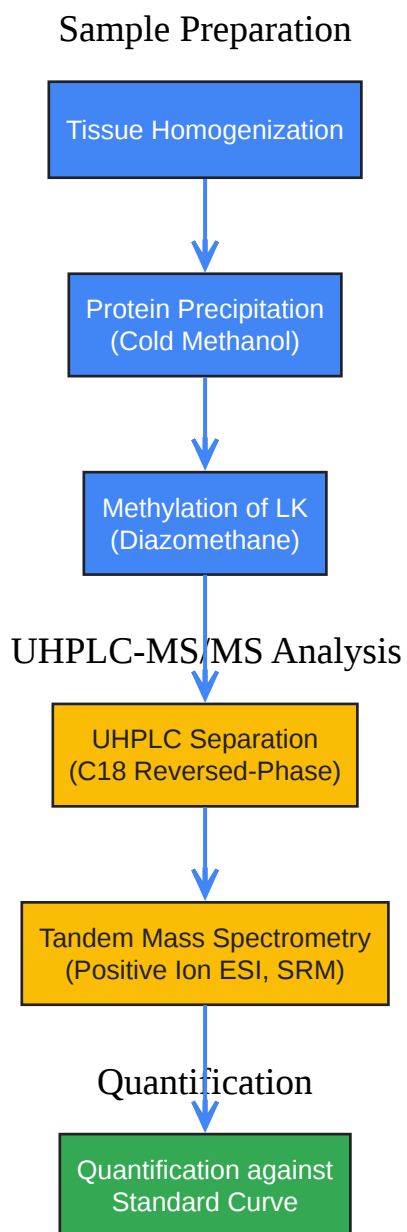 Sample Preparation
Tissue Homogenization
Protein Precipitation
(Cold Methanol)
Methylation of LK
(Diazomethane)
UHPLC-MS/MS Analysis
UHPLC Separation
(C18 Reversed-Phase)
Tandem Mass Spectrometry
(Positive Ion ESI, SRM)
Quantification
Quantification against
Standard Curve